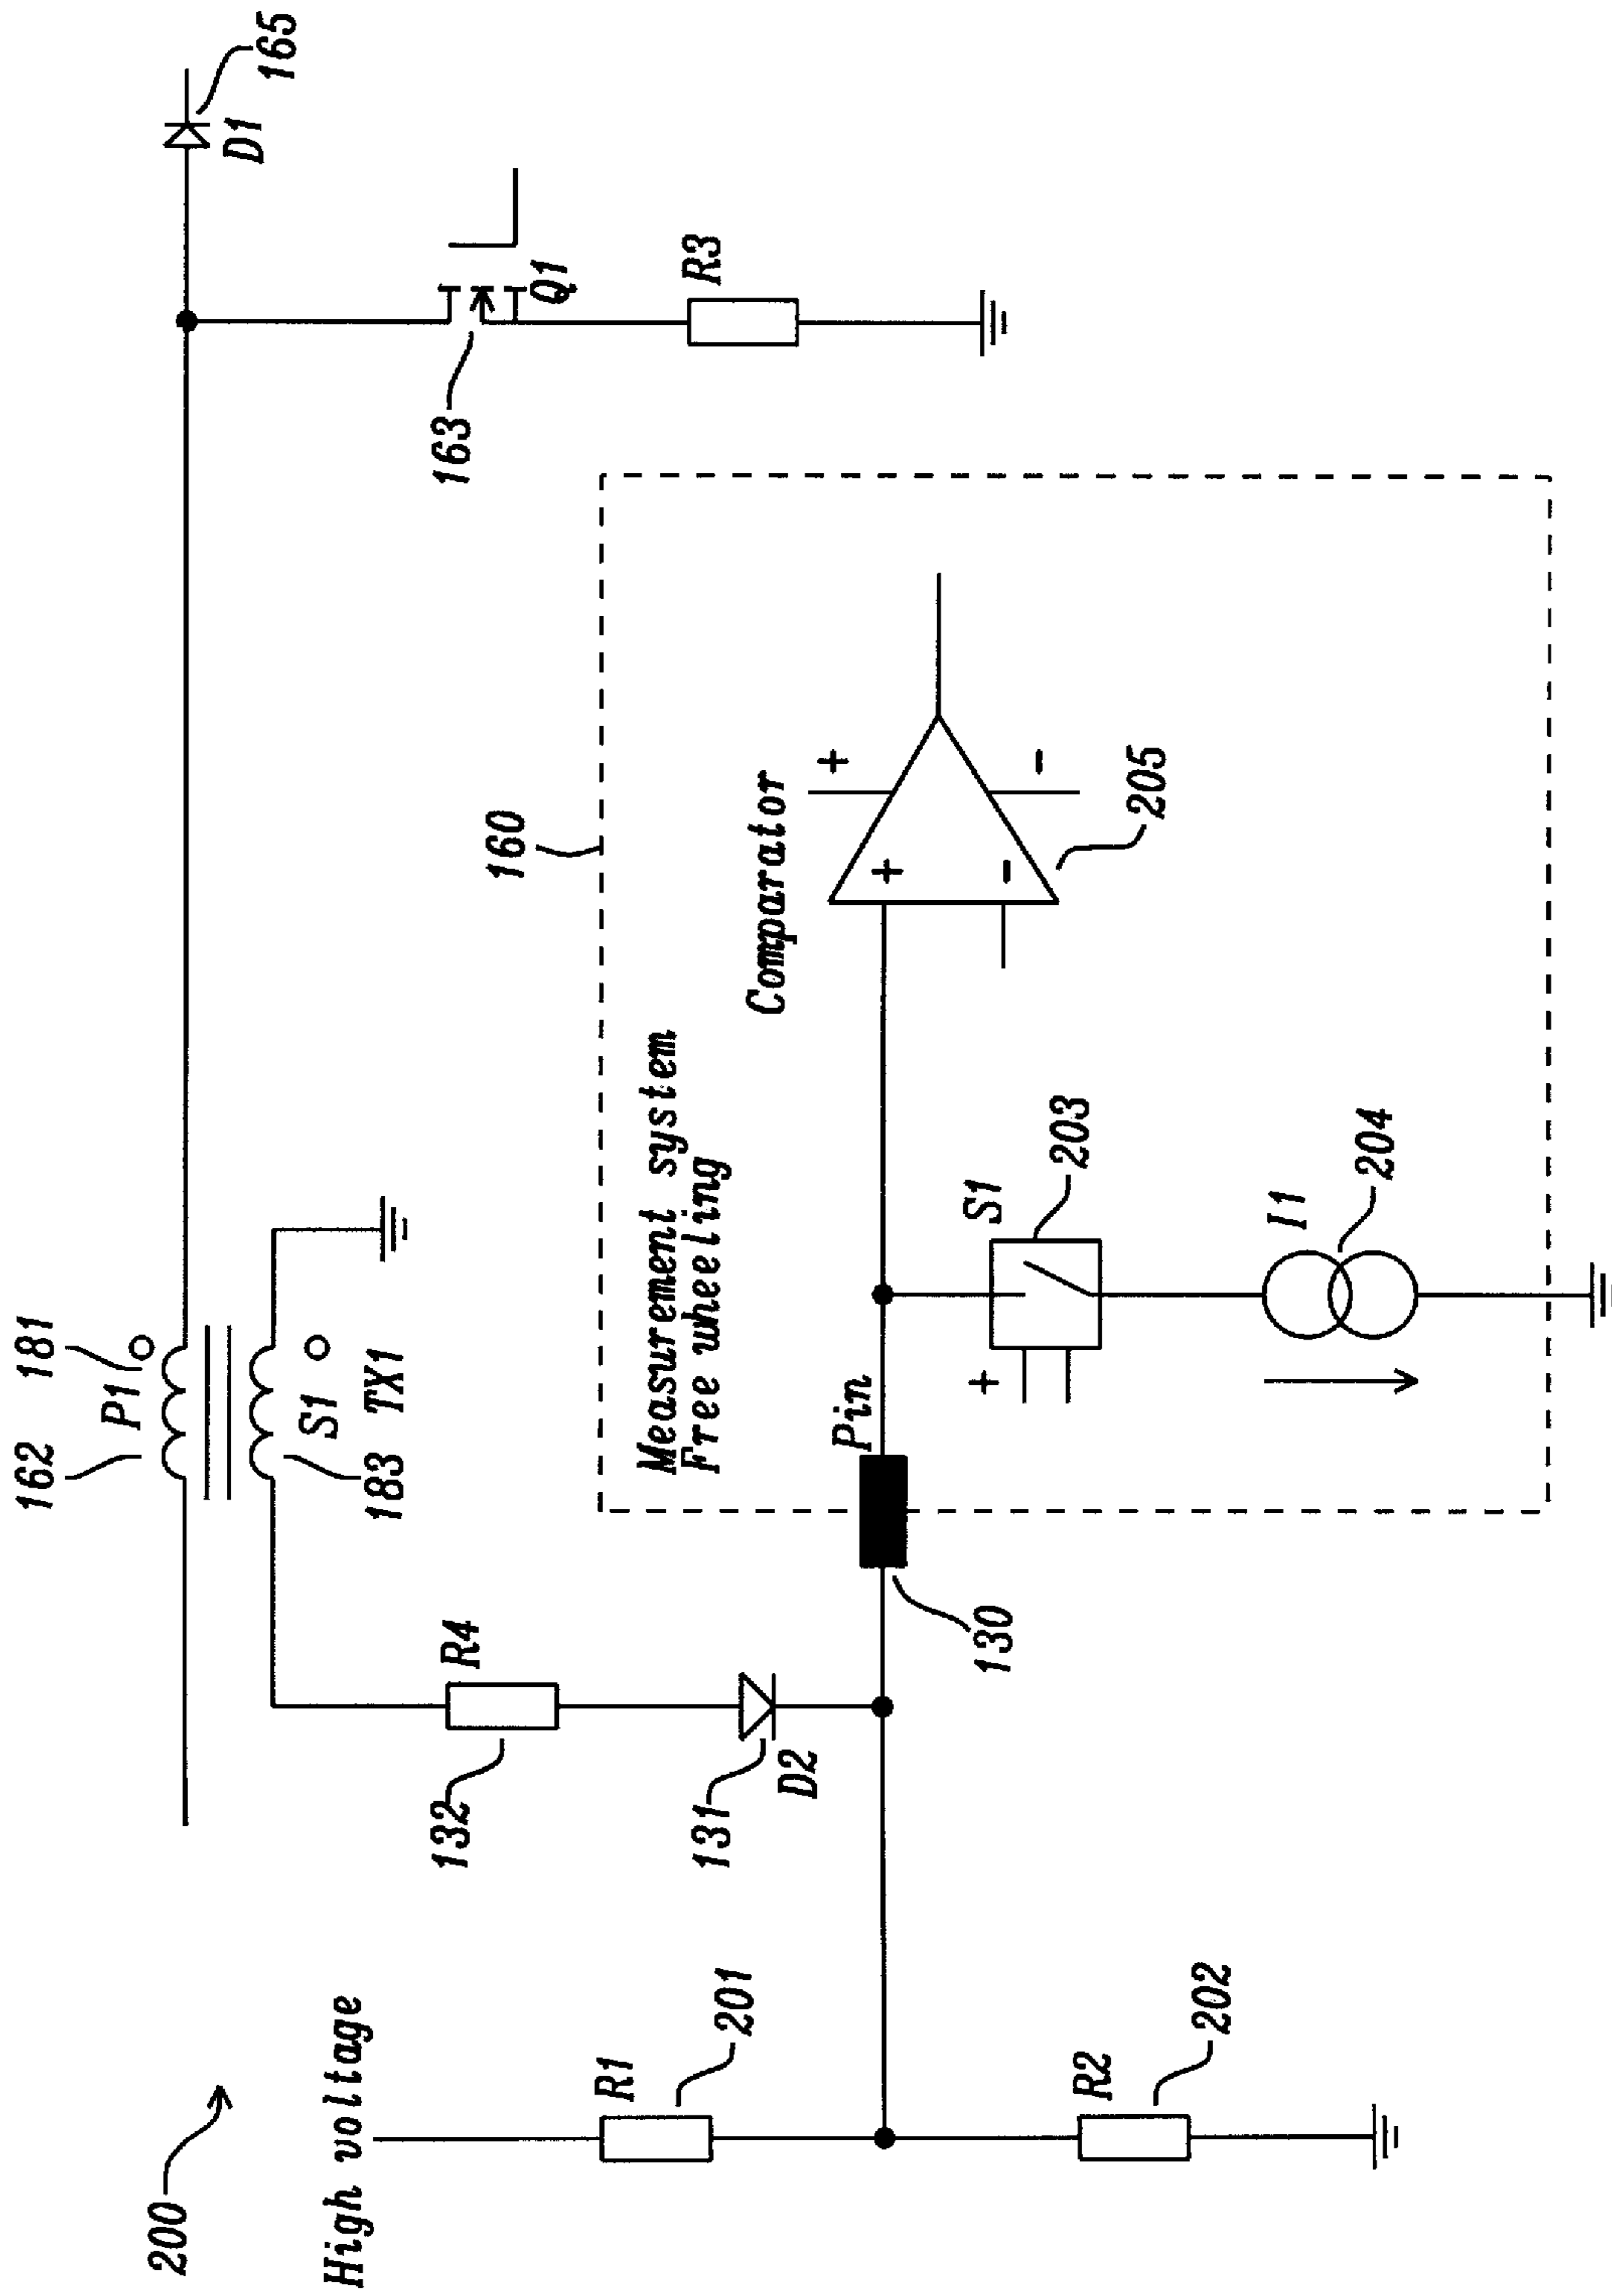 200
High voltage
R1
201
R2
202
162
181
P1
S1
183
TX1
R4
132
131
D2
130
Pin
Measurement system
Free wheeling
160
Comparator
+
-
+
-
205
S1
203
+
I1
204
D1
165
Q1
163
R3